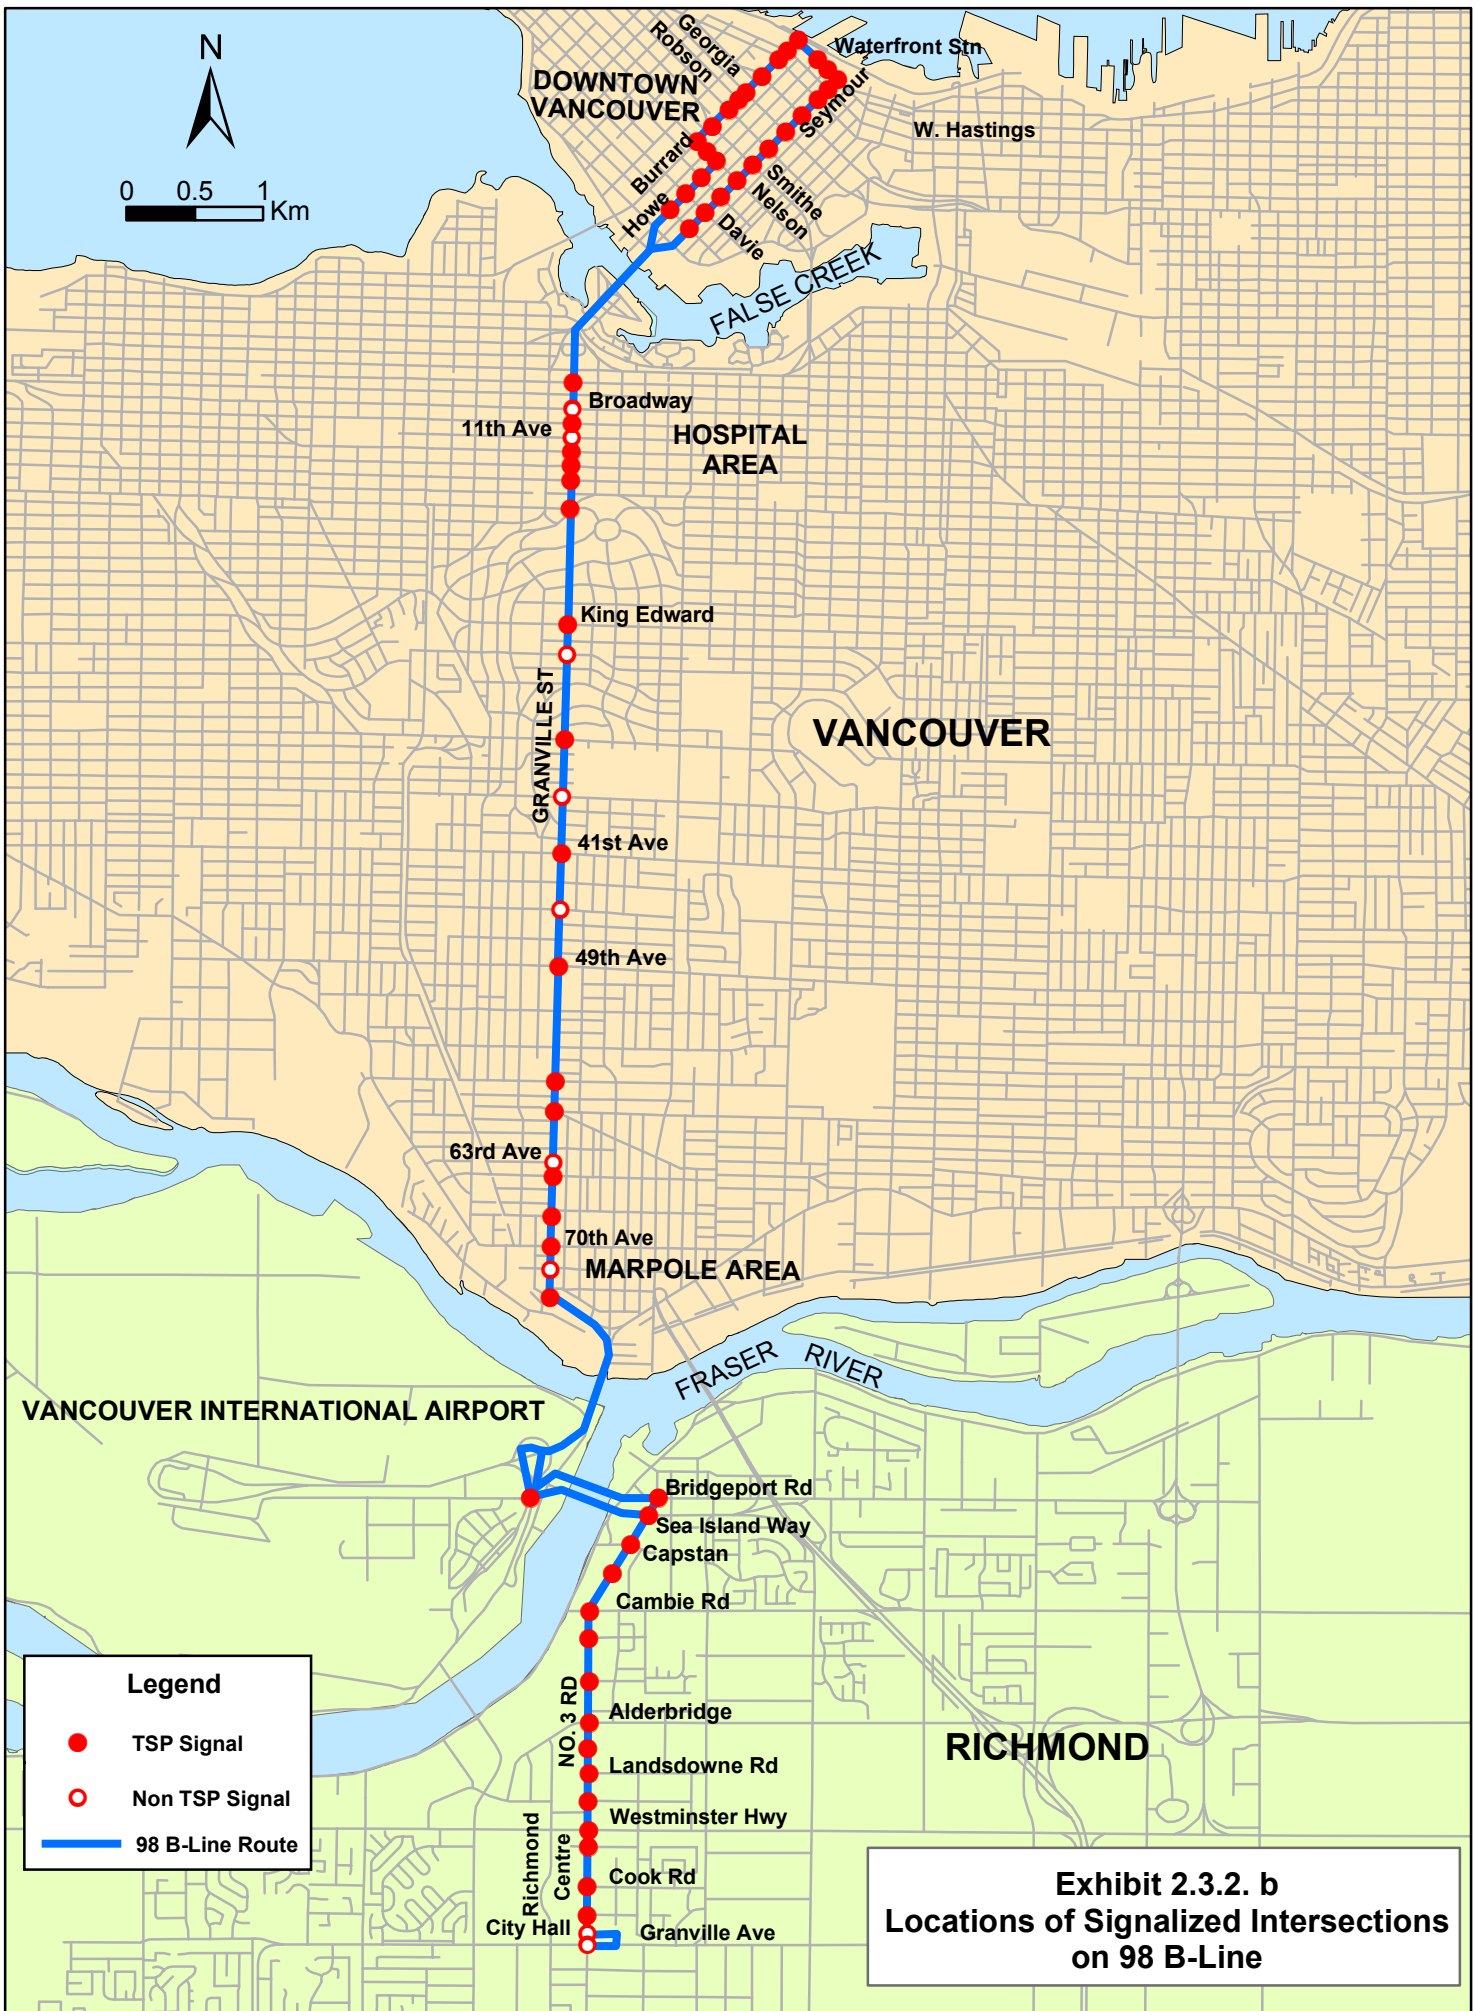 N
0 0.5 1
Km
Georgia
Robson
Waterfront Stn
DOWNTOWN
VANCOUVER
Seymour
W. Hastings
Burrard
Howe
Smithe
Nelson
Davie
FALSE CREEK
Broadway
11th Ave
HOSPITAL
AREA
King Edward
GRANVILLE ST
VANCOUVER
41st Ave
49th Ave
63rd Ave
70th Ave
MARPOLE AREA
FRASER RIVER
VANCOUVER INTERNATIONAL AIRPORT
Bridgeport Rd
Sea Island Way
Capstan
Cambie Rd
NO. 3 RD
Alderbridge
RICHMOND
Landsdowne Rd
Westminster Hwy
Richmond
Centre
Cook Rd
City Hall
Granville Ave
Legend
TSP Signal
Non TSP Signal
98 B-Line Route
Exhibit 2.3.2. b
Locations of Signalized Intersections
on 98 B-Line